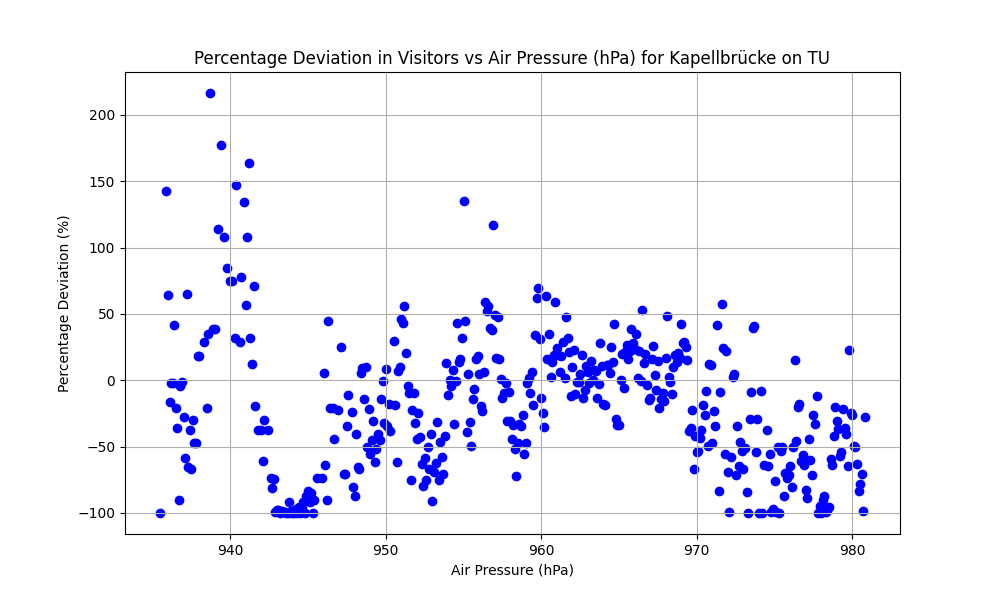 Percentage Deviation in Visitors vs Air Pressure (hPa) for Kapellbrücke on TU
Percentage Deviation (%)
200
150
100
50
0
−50
−100
940 950 960 970 980
Air Pressure (hPa)